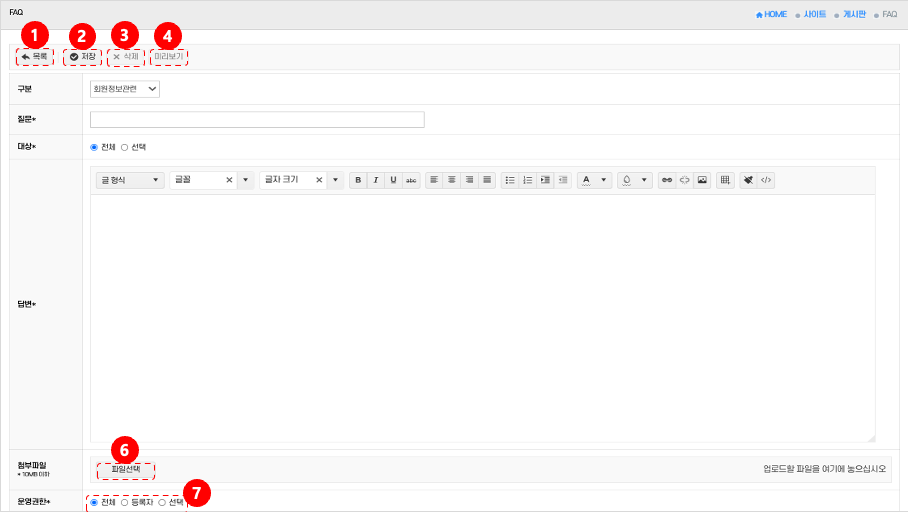 FAQ
HOME 사이트 게시판 FAQ
1 2 3 4
목록 저장 삭제 미리보기
구분 회원정보관련
질문*
대상* 전체 선택
글 형식 글꼴 글자 크기 B I U abc A
답변*
6
첨부파일 파일선택 업로드할 파일을 여기에 놓으십시오
* 10MB 이하
7
운영권한* 전체 등록자 선택